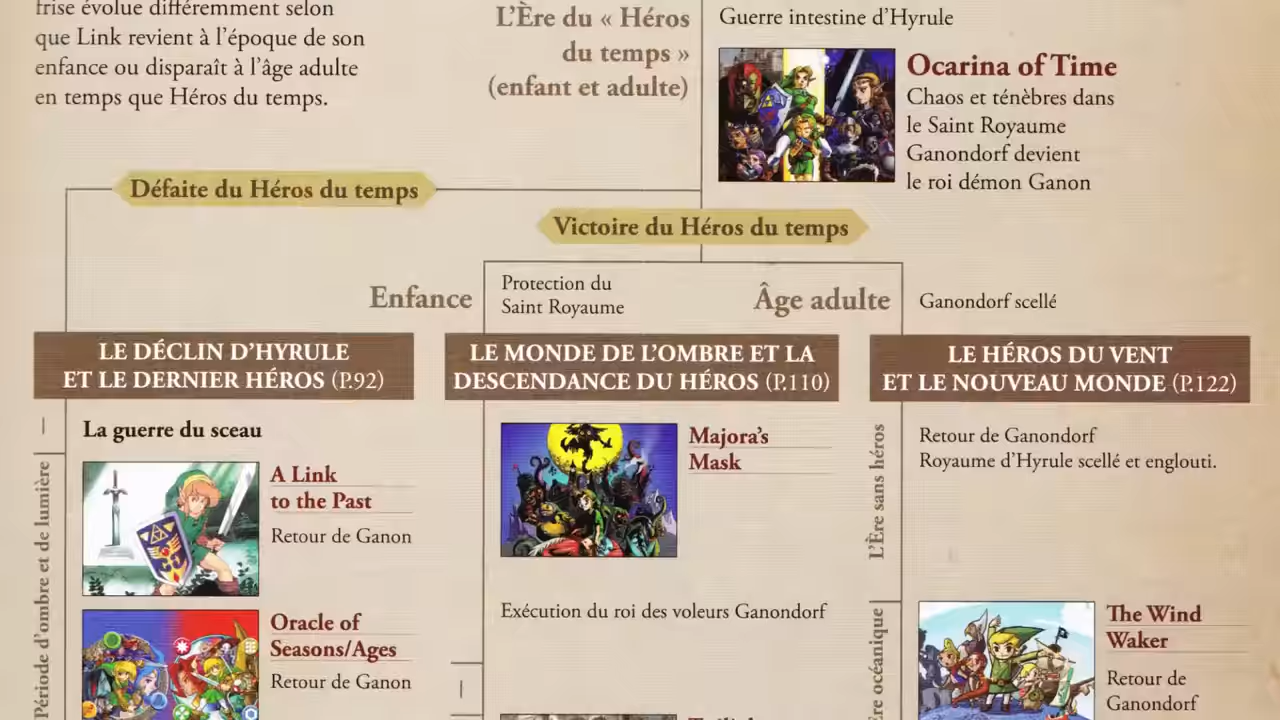 frise évolue différemment selon
que Link revient à l'époque de son
enfance ou disparaît à l'âge adulte
en temps que Héros du temps.
L'Ère du « Héros
du temps »
(enfant et adulte)
Guerre intestine d'Hyrule
Ocarina of Time
Chaos et ténèbres dans
le Saint Royaume
Ganondorf devient
le roi démon Ganon
Défaite du Héros du temps
Victoire du Héros du temps
Enfance
Protection du
Saint Royaume
Âge adulte
Ganondorf scellé
LE DÉCLIN D'HYRULE
ET LE DERNIER HÉROS (P.92)
LE MONDE DE L'OMBRE ET LA
DESCENDANCE DU HÉROS (P.110)
LE HÉROS DU VENT
ET LE NOUVEAU MONDE (P.122)
Période d'ombre et de lumière
La guerre du sceau
A Link
to the Past
Retour de Ganon
Oracle of
Seasons/Ages
Retour de Ganon
Majora's
Mask
Exécution du roi des voleurs Ganondorf
L'Ère sans héros
Retour de Ganondorf
Royaume d'Hyrule scellé et englouti.
Ère océanique
The Wind
Waker
Retour de
Ganondorf